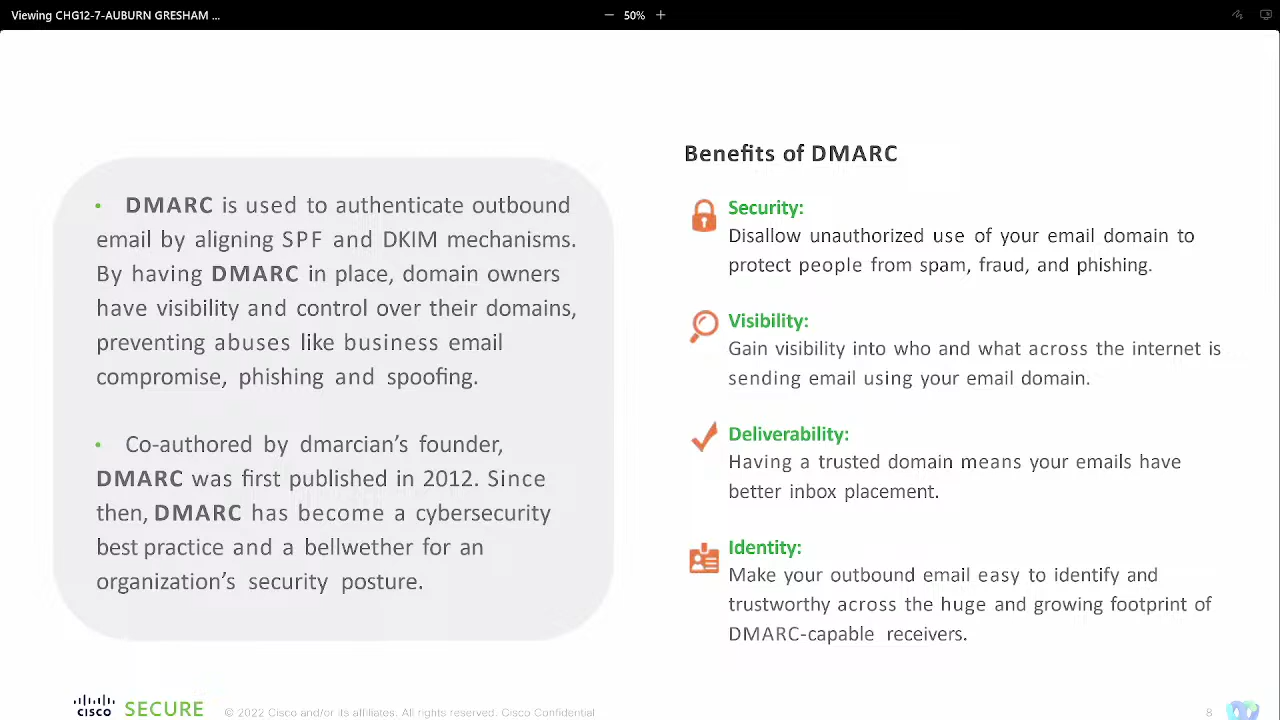 Viewing CHG12-7-AUBURN GRESHAM ...
− 50% +
• DMARC is used to authenticate outbound
email by aligning SPF and DKIM mechanisms.
By having DMARC in place, domain owners
have visibility and control over their domains,
preventing abuses like business email
compromise, phishing and spoofing.
• Co-authored by dmarcian’s founder,
DMARC was first published in 2012. Since
then, DMARC has become a cybersecurity
best practice and a bellwether for an
organization’s security posture.
Benefits of DMARC
Security:
Disallow unauthorized use of your email domain to
protect people from spam, fraud, and phishing.
Visibility:
Gain visibility into who and what across the internet is
sending email using your email domain.
Deliverability:
Having a trusted domain means your emails have
better inbox placement.
Identity:
Make your outbound email easy to identify and
trustworthy across the huge and growing footprint of
DMARC-capable receivers.
CISCO SECURE © 2022 Cisco and/or its affiliates. All rights reserved. Cisco Confidential 8